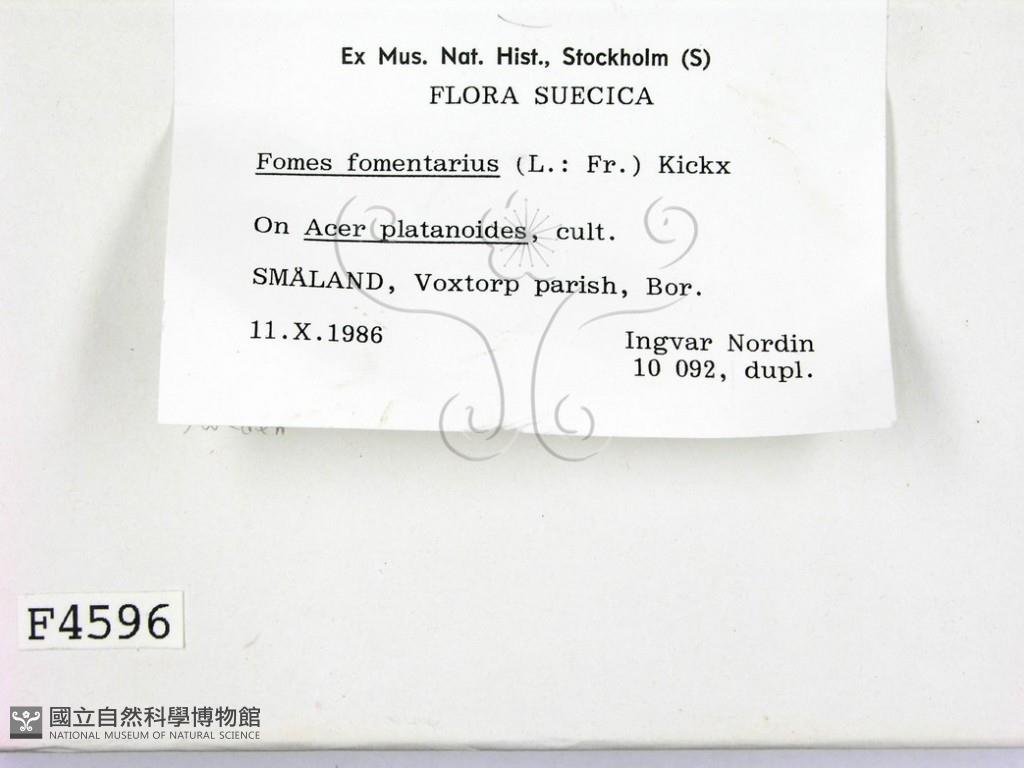 Ex Mus. Nat. Hist., Stockholm (S)
FLORA SUECICA
Fomes fomentarius (L.: Fr.) Kickx
On Acer platanoides, cult.
SMÅLAND, Voxtorp parish, Bor.
11.X.1986
Ingvar Nordin
10 092, dupl.
F4596
國立自然科學博物館
NATIONAL MUSEUM OF NATURAL SCIENCE